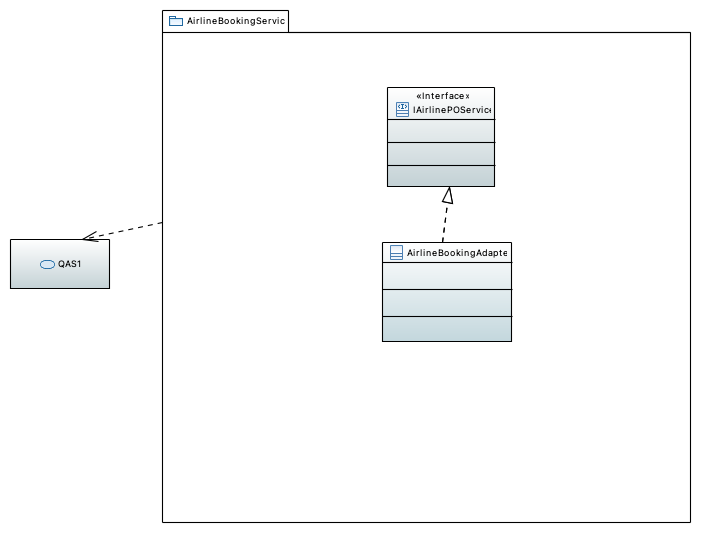 AirlineBookingServic
«Interface»
IAirlinePOService
QAS1
AirlineBookingAdapte